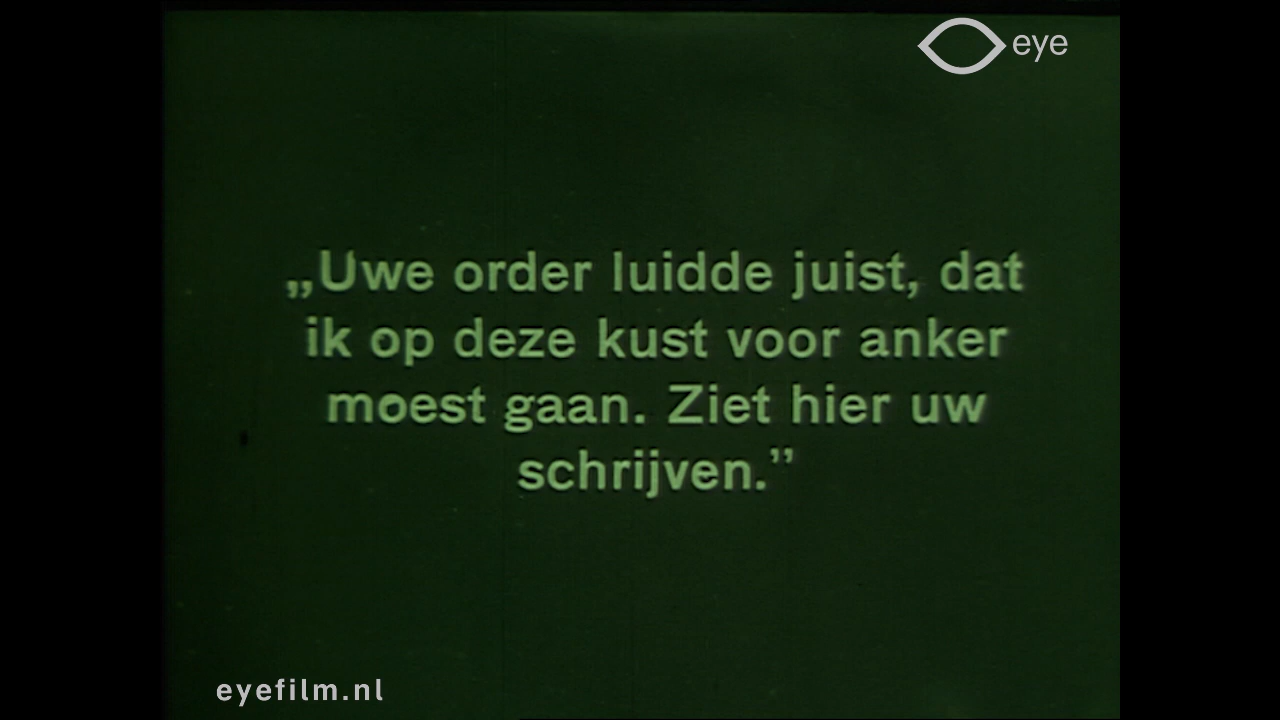 eye
„Uwe order luidde juist, dat
ik op deze kust voor anker
moest gaan. Ziet hier uw
schrijven.”
eyefilm.nl